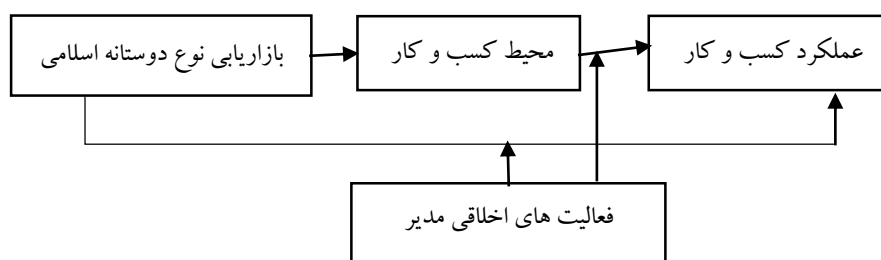 بازاریابی نوع دوستانه اسلامی
محیط کسب و کار
عملکرد کسب و کار
فعالیت های اخلاقی مدیر